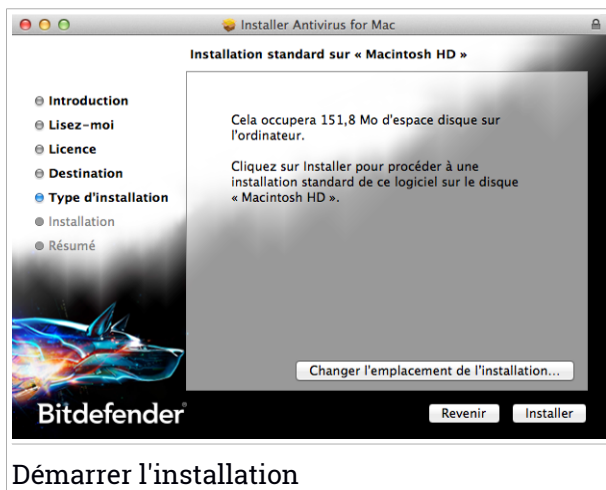 Installer Antivirus for Mac
Installation standard sur « Macintosh HD »
Introduction
Lisez-moi
Licence
Destination
Type d'installation
Installation
Résumé
Cela occupera 151,8 Mo d'espace disque sur
l'ordinateur.
Cliquez sur Installer pour procéder à une
installation standard de ce logiciel sur le disque
« Macintosh HD ».
Changer l'emplacement de l'installation...
Bitdefender
Revenir
Installer
Démarrer l'installation